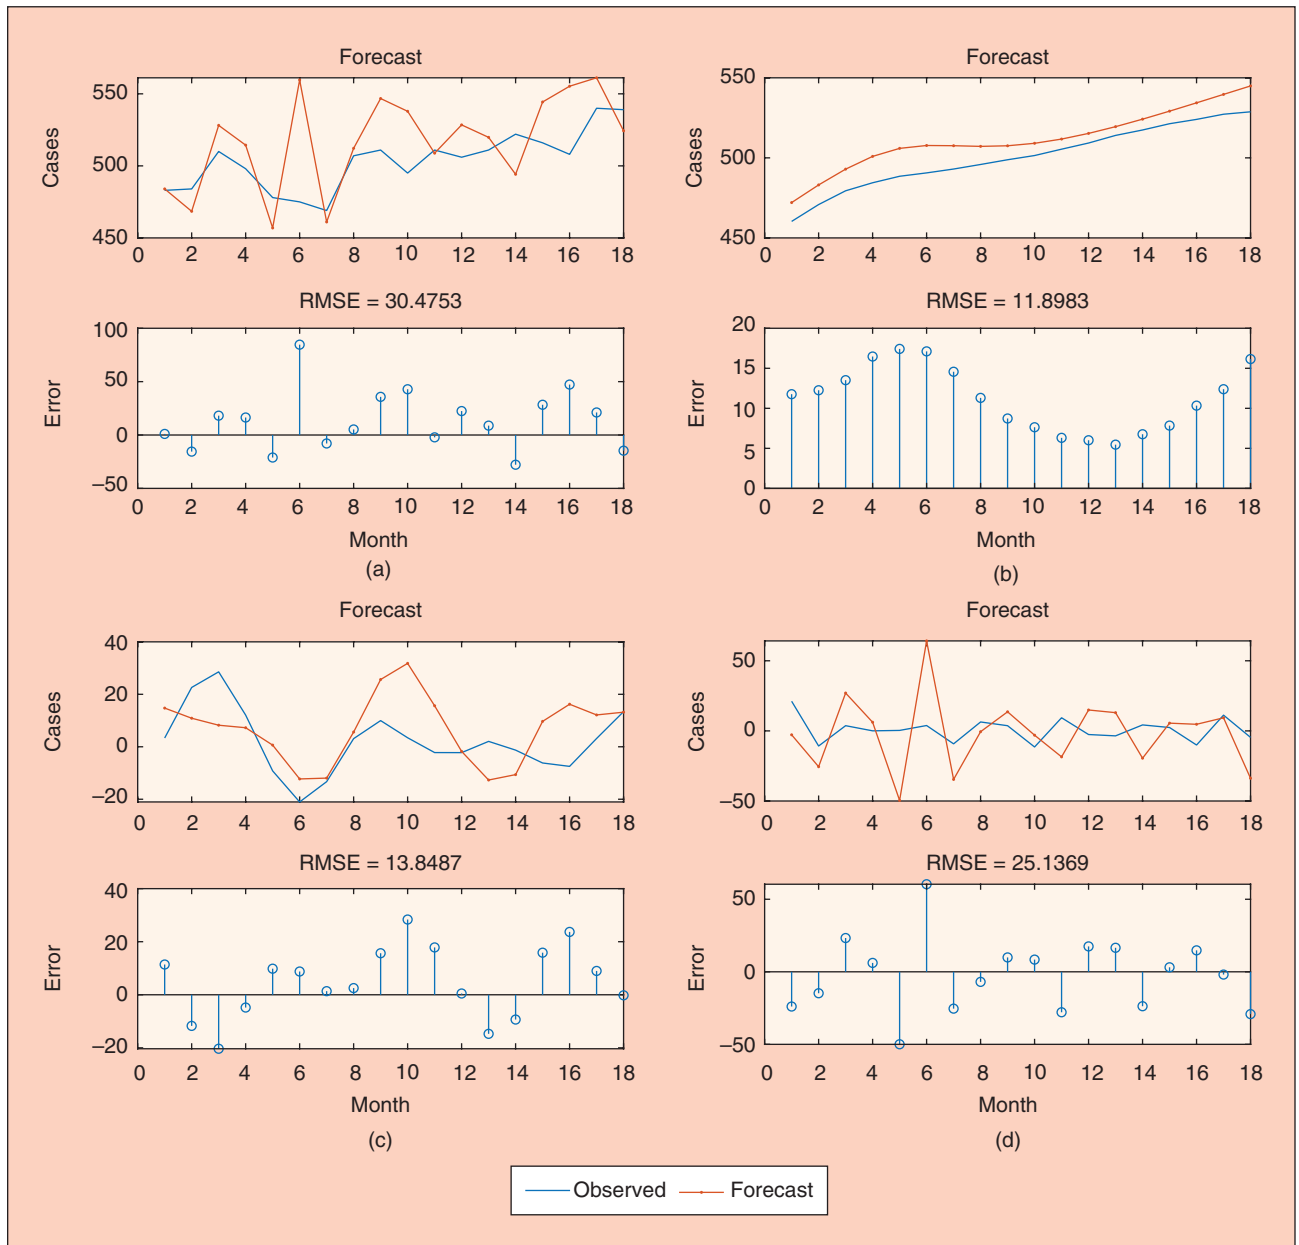 Forecast
Cases
550
500
450
0 2 4 6 8 10 12 14 16 18
RMSE = 30.4753
Error
100
50
0
–50
0 2 4 6 8 10 12 14 16 18
Month
(a)
Forecast
Cases
550
500
450
0 2 4 6 8 10 12 14 16 18
RMSE = 11.8983
Error
20
15
10
5
0
0 2 4 6 8 10 12 14 16 18
Month
(b)
Forecast
Cases
40
20
0
–20
0 2 4 6 8 10 12 14 16 18
RMSE = 13.8487
Error
40
20
0
–20
0 2 4 6 8 10 12 14 16 18
Month
(c)
Forecast
Cases
50
0
–50
0 2 4 6 8 10 12 14 16 18
RMSE = 25.1369
Error
50
0
–50
0 2 4 6 8 10 12 14 16 18
Month
(d)
Observed Forecast